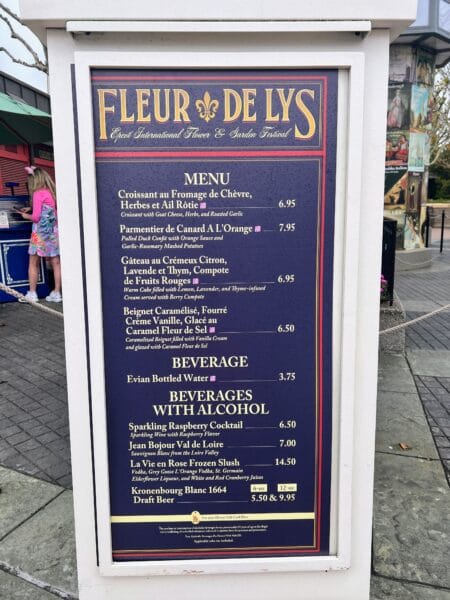 FLEUR DE LYS
Epcot International Flower & Garden Festival
MENU
Croissant au Fromage de Chèvre,
Herbes et Ail Rôtie 6.95
Croissant with Goat Cheese, Herbs, and Roasted Garlic
Parmentier de Canard A L'Orange 7.95
Pulled Duck Confit with Orange Sauce and
Garlic-Rosemary Mashed Potatoes
Gâteau au Crémeux Citron,
Lavende et Thym, Compote
de Fruits Rouges 6.95
Warm Cake filled with Lemon, Lavender, and Thyme-infused
Cream served with Berry Compote
Beignet Caramélisé, Fourré
Crème Vanille, Glacé au
Caramel Fleur de Sel 6.50
Caramelized Beignet filled with Vanilla Cream
and glazed with Caramel Fleur de Sel
BEVERAGE
Evian Bottled Water 3.75
BEVERAGES
WITH ALCOHOL
Sparkling Raspberry Cocktail 6.50
Sparkling Wine with Raspberry Flavor
Jean Bojour Val de Loire 7.00
Sauvignon Blanc from the Loire Valley
La Vie en Rose Frozen Slush 14.50
Vodka, Grey Goose L'Orange Vodka, St. Germain
Elderflower Liqueur, and White and Red Cranberry Juices
Kronenbourg Blanc 1664 6-oz 12-oz
Draft Beer 5.50 & 9.95